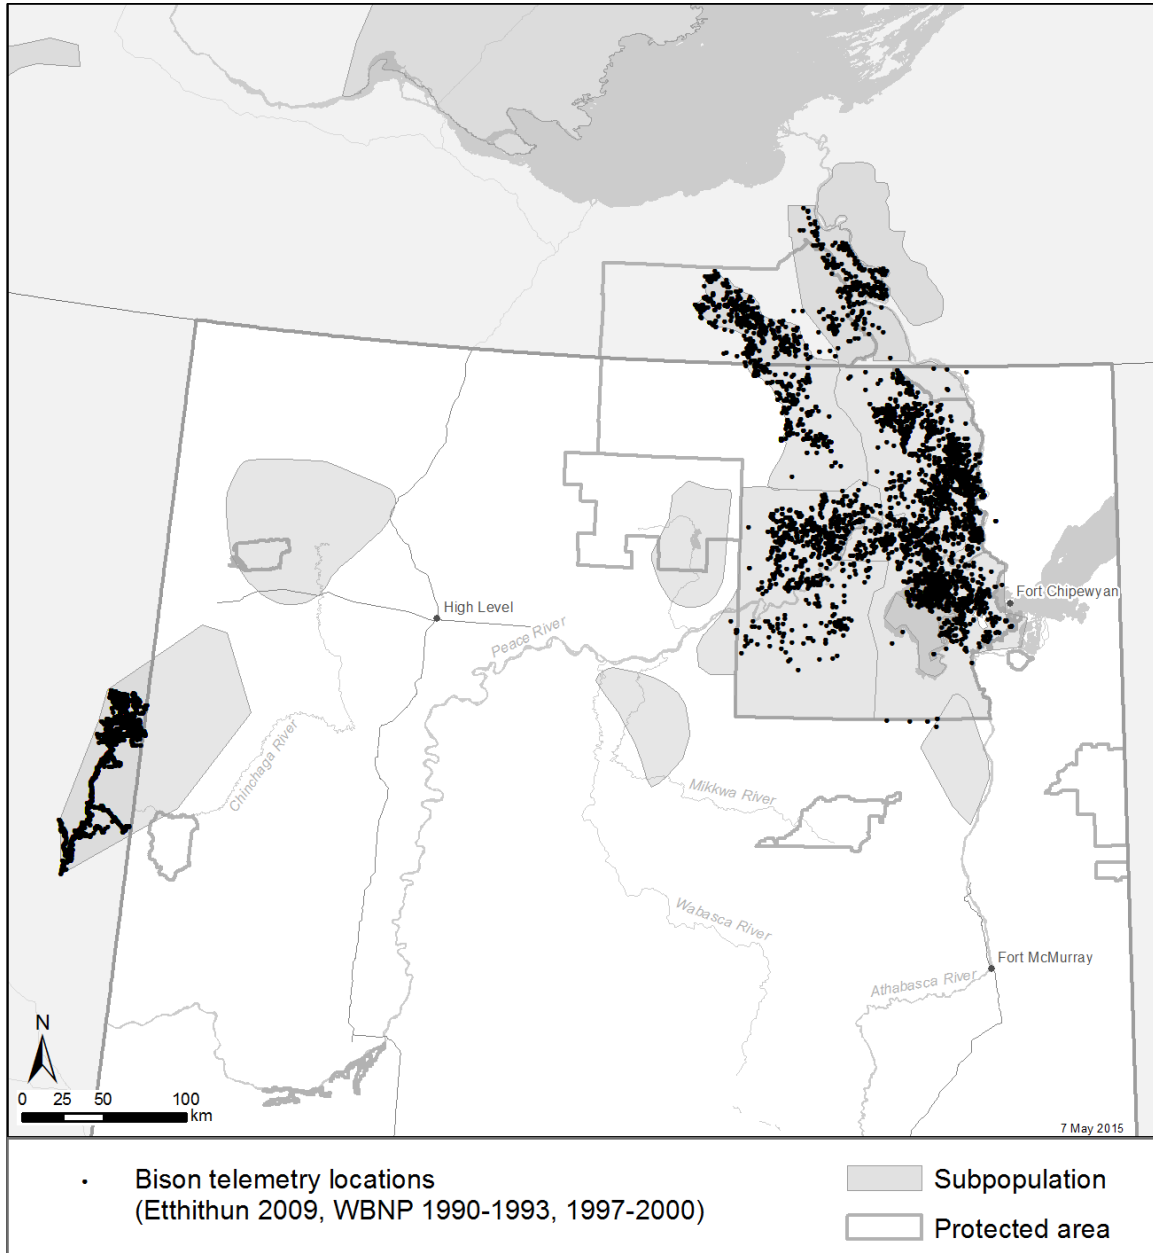 High Level
Peace River
Fort Chipewyan
Chinchaga River
Mikkwa River
Wabasca River
Fort McMurray
Athabasca River
N
0 25 50 100
km
7 May 2015
Bison telemetry locations
(Etthithun 2009, WBNP 1990-1993, 1997-2000)
Subpopulation
Protected area